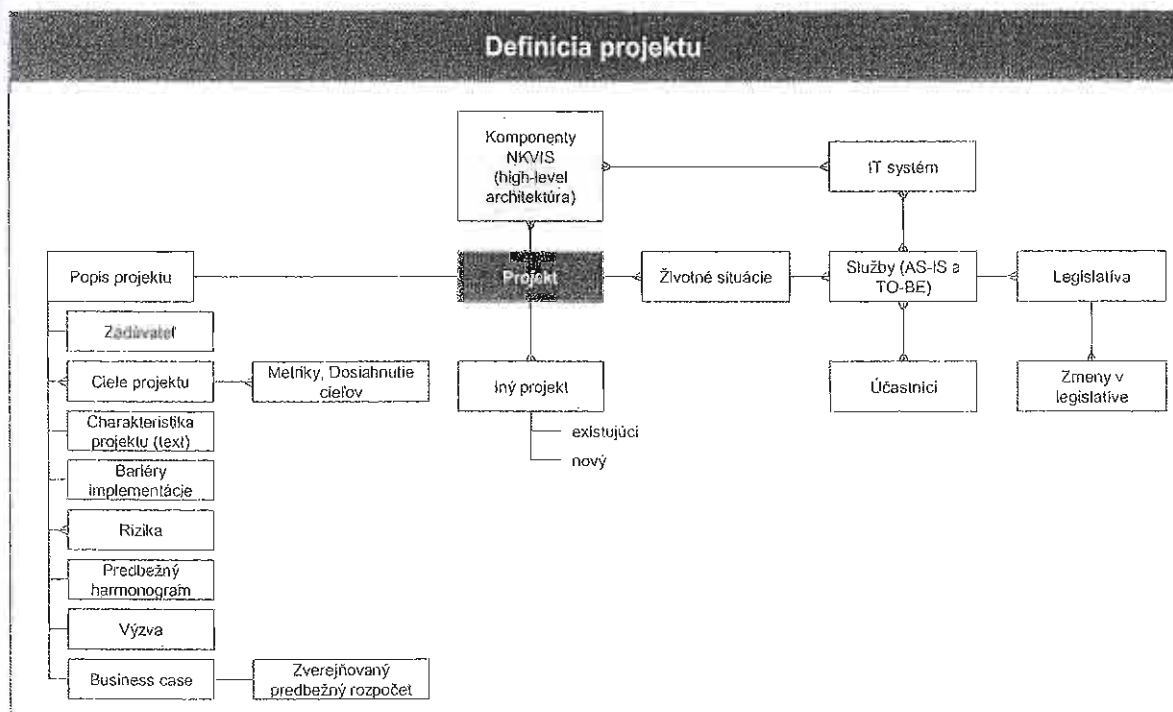 Definícia projektu
Komponenty
NKVIS
(high-level
architektúra)
IT systém
Popis projektu
Projekt
Životné situácie
Služby (AS-IS a
TO-BE)
Legislatíva
Zadávateľ
Ciele projektu
Metriky, Dosiahnutie
cieľov
Iný projekt
Účastníci
Zmeny v
legislatíve
Charakteristika
projektu (text)
existujúci
nový
Bariéry
implementácie
Riziká
Predbežný
harmonogram
Výzva
Business case
Zverejňovaný
predbežný rozpočet